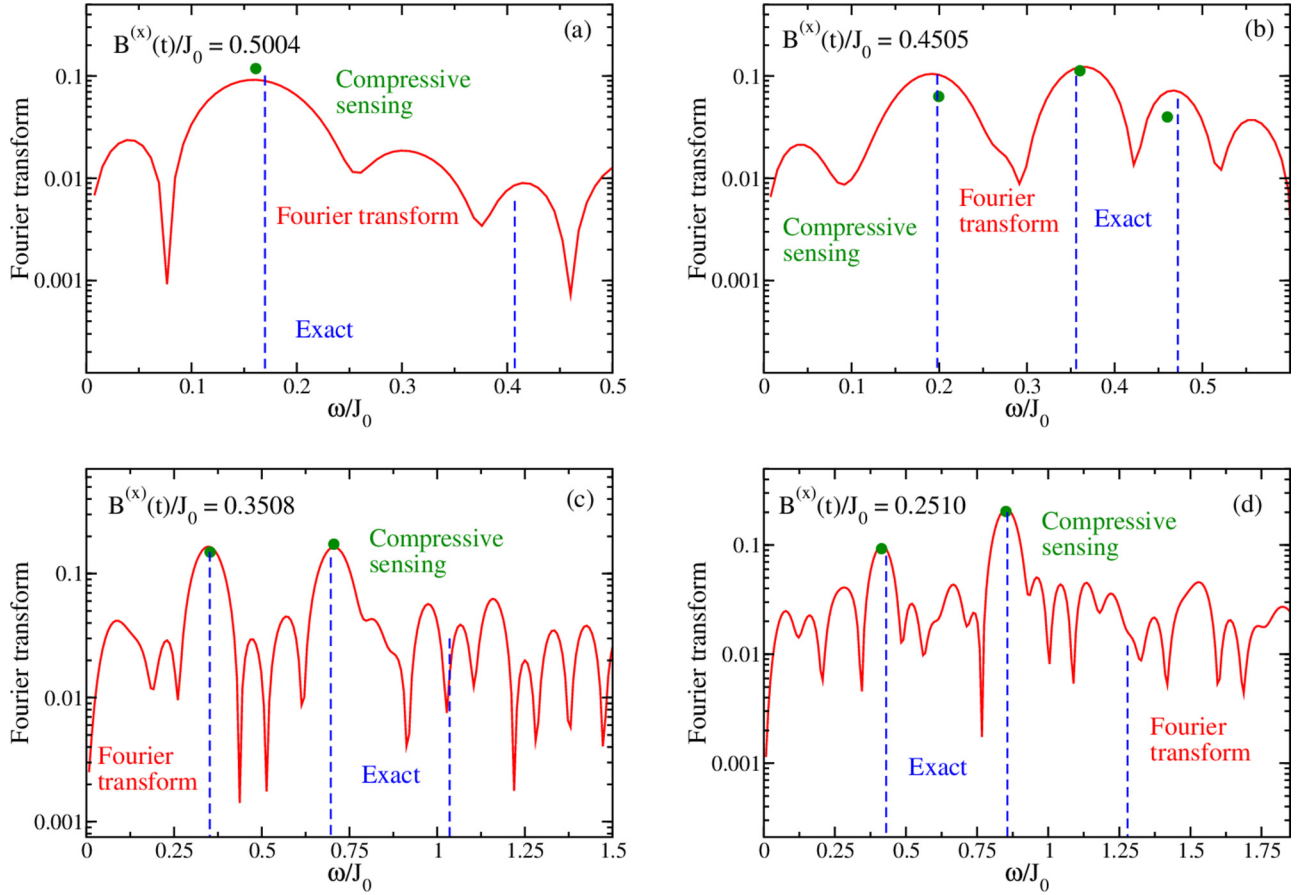 (a)
B^(x)(t)/J_0 = 0.5004
Compressive
sensing
Fourier transform
Exact
Fourier transform
0.1
0.01
0.001
0
0.1
0.2
0.3
0.4
0.5
ω/J_0
(b)
B^(x)(t)/J_0 = 0.4505
Compressive
sensing
Fourier
transform
Exact
Fourier transform
0.1
0.01
0.001
0
0.1
0.2
0.3
0.4
0.5
ω/J_0
(c)
B^(x)(t)/J_0 = 0.3508
Compressive
sensing
Fourier
transform
Exact
Fourier transform
0.1
0.01
0.001
0
0.25
0.5
0.75
1
1.25
1.5
ω/J_0
(d)
B^(x)(t)/J_0 = 0.2510
Compressive
sensing
Exact
Fourier
transform
Fourier transform
0.1
0.01
0.001
0
0.25
0.5
0.75
1
1.25
1.5
1.75
ω/J_0